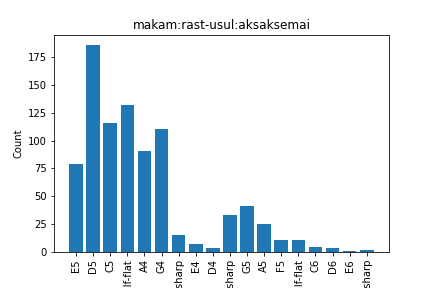 makam:rast-usul:aksaksemai
175
150
125
100
75
50
25
0
Count
E5
D5
C5
lf-flat
A4
G4
sharp
E4
D4
sharp
G5
A5
F5
lf-flat
C6
D6
E6
sharp